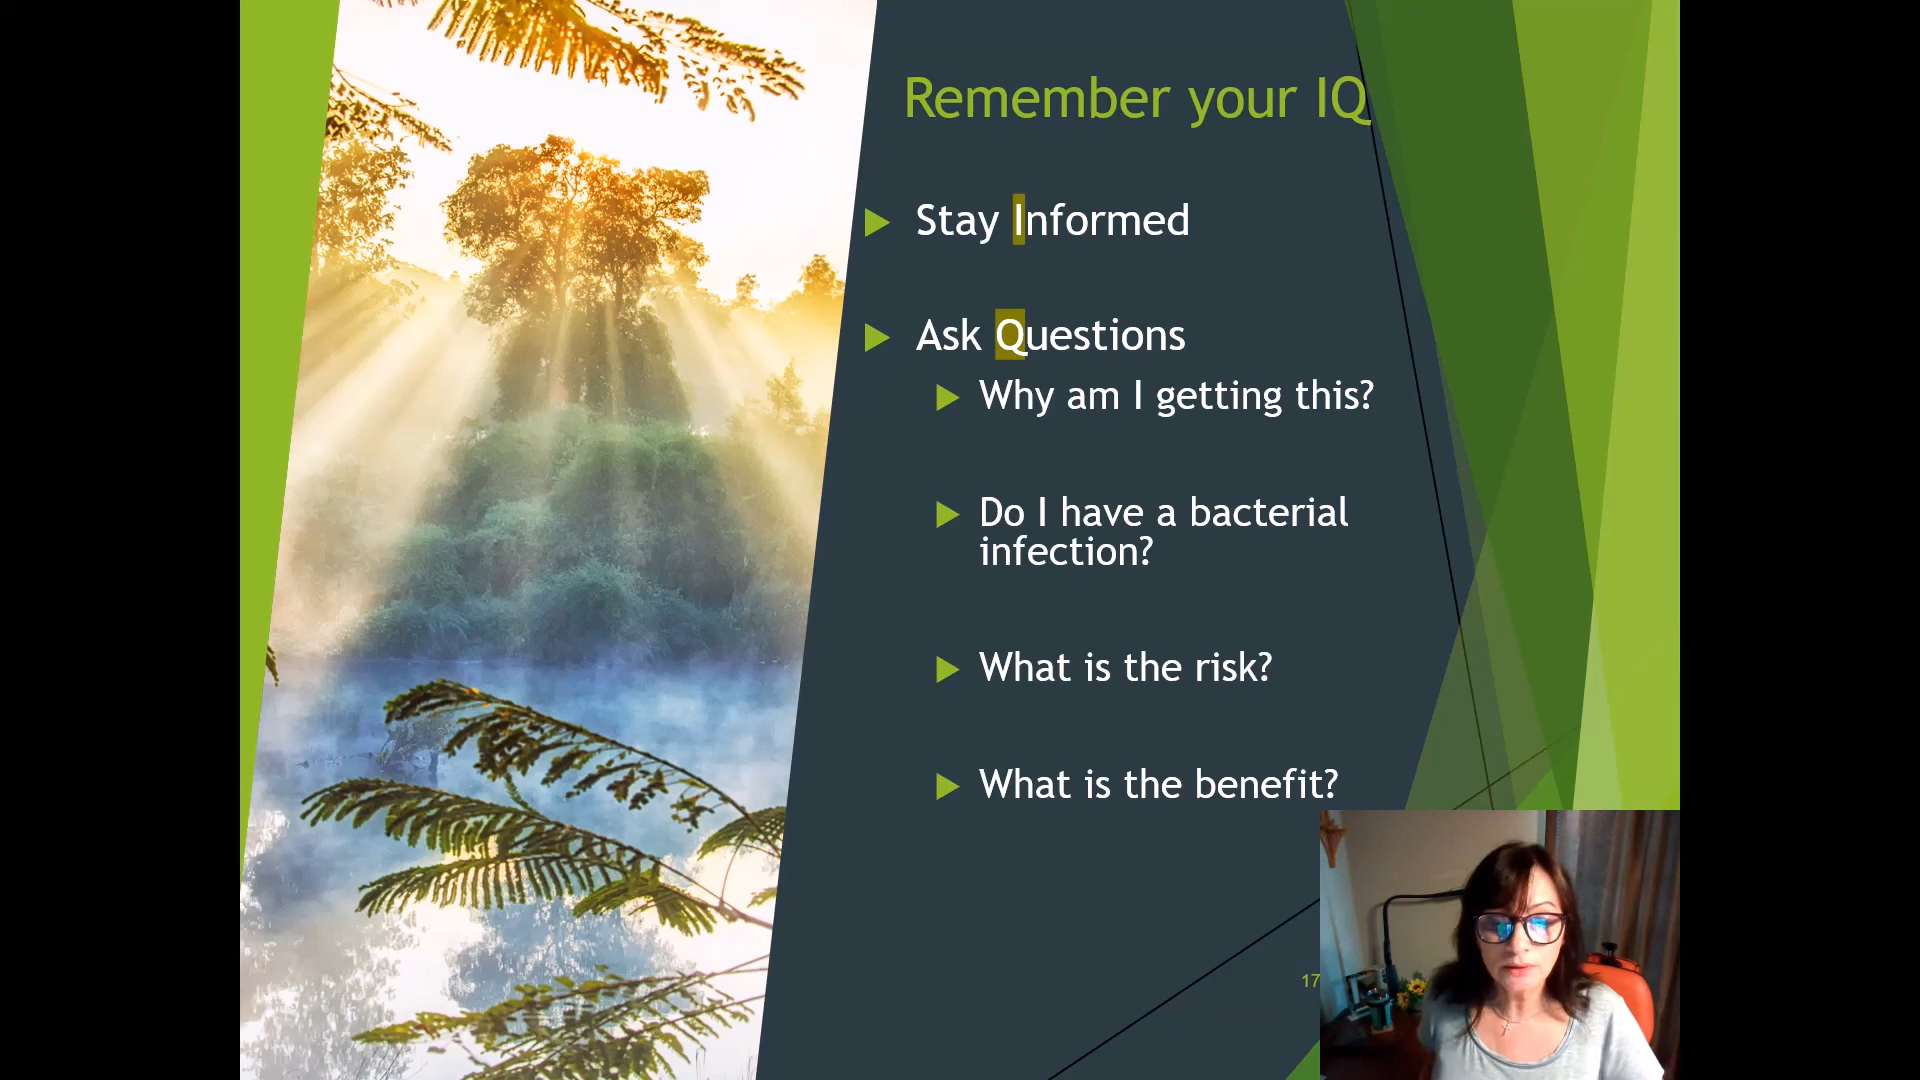 Remember your IQ
Stay Informed
Ask Questions
Why am I getting this?
Do I have a bacterial
infection?
What is the risk?
What is the benefit?
17